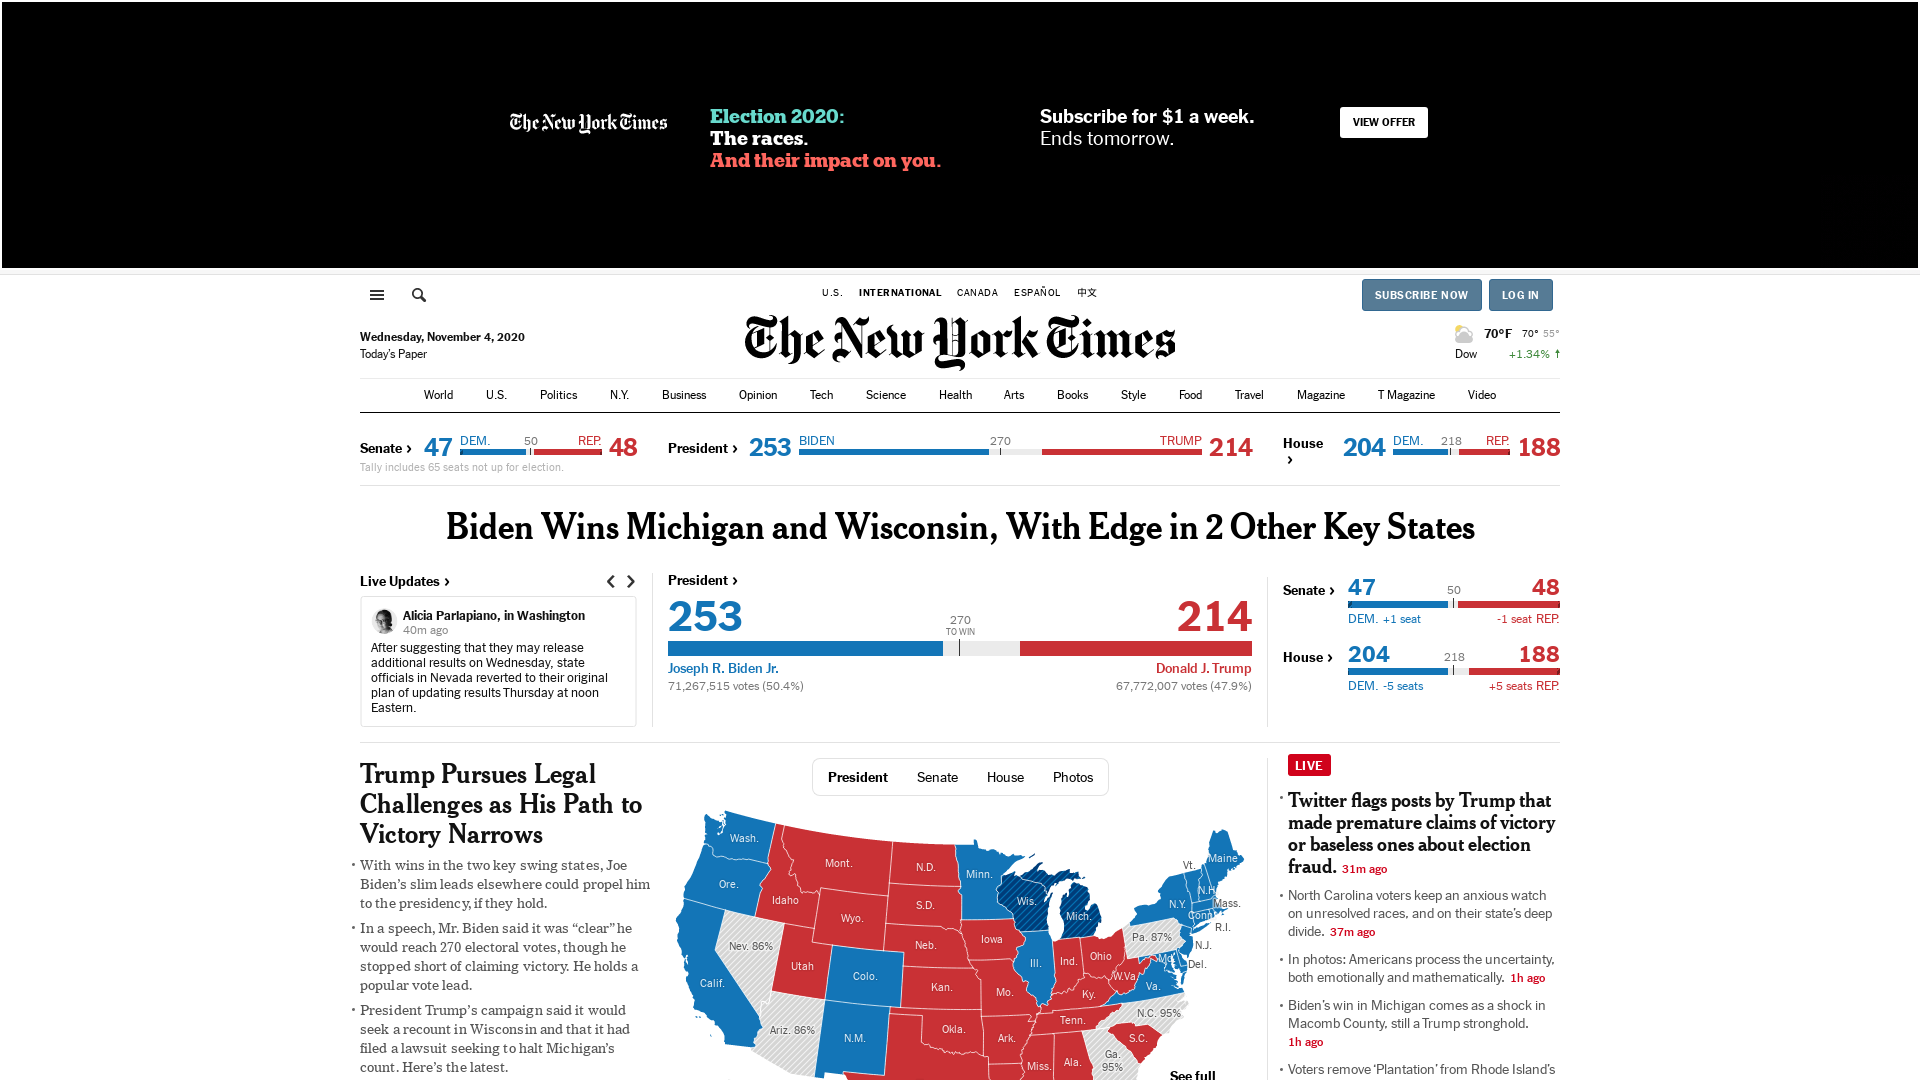 The New York Times
Election 2020:
The races.
And their impact on you.
Subscribe for $1 a week.
Ends tomorrow.
VIEW OFFER
U.S. INTERNATIONAL CANADA ESPAÑOL 中文
SUBSCRIBE NOW LOG IN
Wednesday, November 4, 2020
Today's Paper
The New York Times
70°F 70° 55°
Dow +1.34% ↑
World U.S. Politics N.Y. Business Opinion Tech Science Health Arts Books Style Food Travel Magazine T Magazine Video
Senate › 47 DEM. 50 REP. 48
Tally includes 65 seats not up for election.
President › 253 BIDEN 270 TRUMP 214
House › 204 DEM. 218 REP. 188
Biden Wins Michigan and Wisconsin, With Edge in 2 Other Key States
Live Updates ›
Alicia Parlapiano, in Washington
40m ago
After suggesting that they may release
additional results on Wednesday, state
officials in Nevada reverted to their original
plan of updating results Thursday at noon
Eastern.
President ›
253 270 214
TO WIN
Joseph R. Biden Jr. Donald J. Trump
71,267,515 votes (50.4%) 67,772,007 votes (47.9%)
Senate › 47 50 48
DEM. +1 seat -1 seat REP.
House › 204 218 188
DEM. -5 seats +5 seats REP.
Trump Pursues Legal
Challenges as His Path to
Victory Narrows
• With wins in the two key swing states, Joe
Biden's slim leads elsewhere could propel him
to the presidency, if they hold.
• In a speech, Mr. Biden said it was “clear” he
would reach 270 electoral votes, though he
stopped short of claiming victory. He holds a
popular vote lead.
• President Trump's campaign said it would
seek a recount in Wisconsin and that it had
filed a lawsuit seeking to halt Michigan's
count. Here's the latest.
President Senate House Photos
Wash.
Mont.
N.D.
Minn.
Vt.
Maine
Ore.
Idaho
S.D.
Wis.
N.H.
Wyo.
Mich.
N.Y.
Mass.
Conn.
R.I.
Nev. 86%
Neb.
Iowa
Pa. 87%
N.J.
Utah
Colo.
Ill.
Ind.
Ohio
Md.
Del.
Calif.
Kan.
Mo.
W.Va.
Ky.
Va.
Ariz. 86%
N.M.
Okla.
Ark.
Tenn.
N.C. 95%
S.C.
Miss.
Ala.
Ga.
95%
See full
LIVE
• Twitter flags posts by Trump that
made premature claims of victory
or baseless ones about election
fraud. 31m ago
• North Carolina voters keep an anxious watch
on unresolved races, and on their state's deep
divide. 37m ago
• In photos: Americans process the uncertainty,
both emotionally and mathematically. 1h ago
• Biden's win in Michigan comes as a shock in
Macomb County, still a Trump stronghold.
1h ago
• Voters remove ‘Plantation’ from Rhode Island's